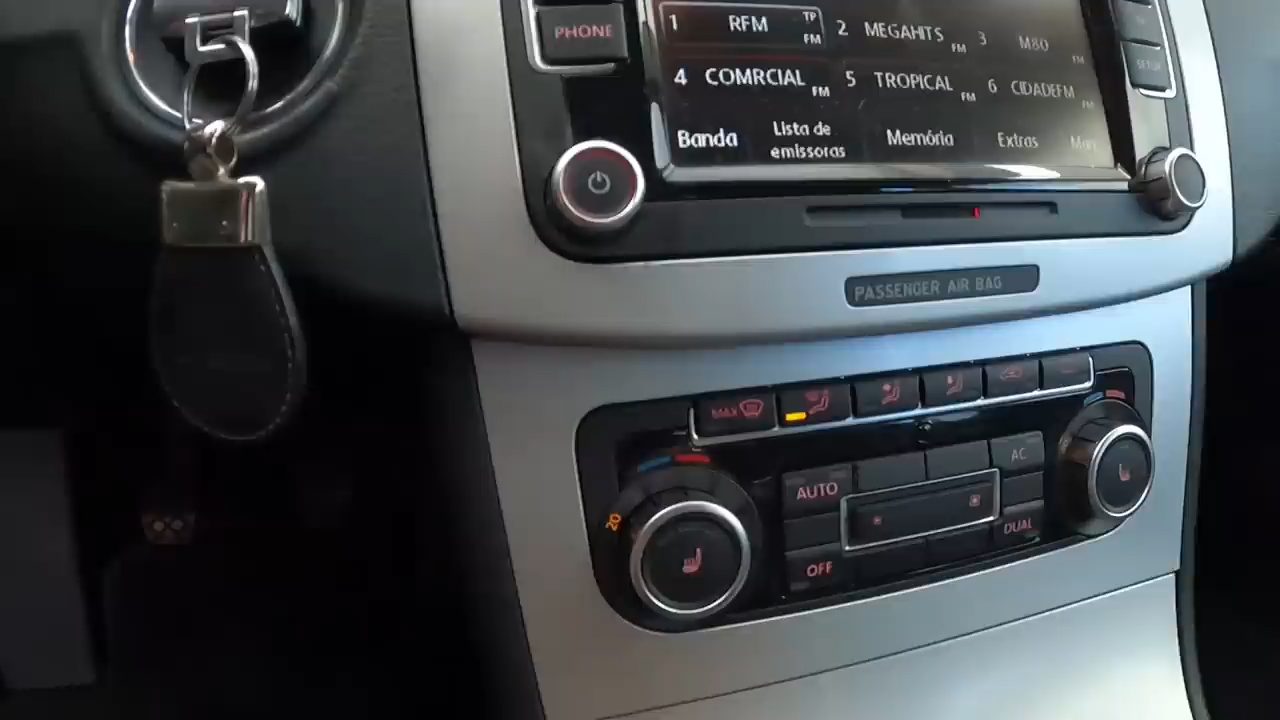 PHONE
1 RFM TP FM 2 MEGAHITS FM 3 M80 FM
SETUP
4 COMRCIAL FM 5 TROPICAL FM 6 CIDADEFM FM
Banda Lista de emissoras Memória Extras
PASSENGER AIR BAG
MAX
AC
AUTO
20
DUAL
OFF